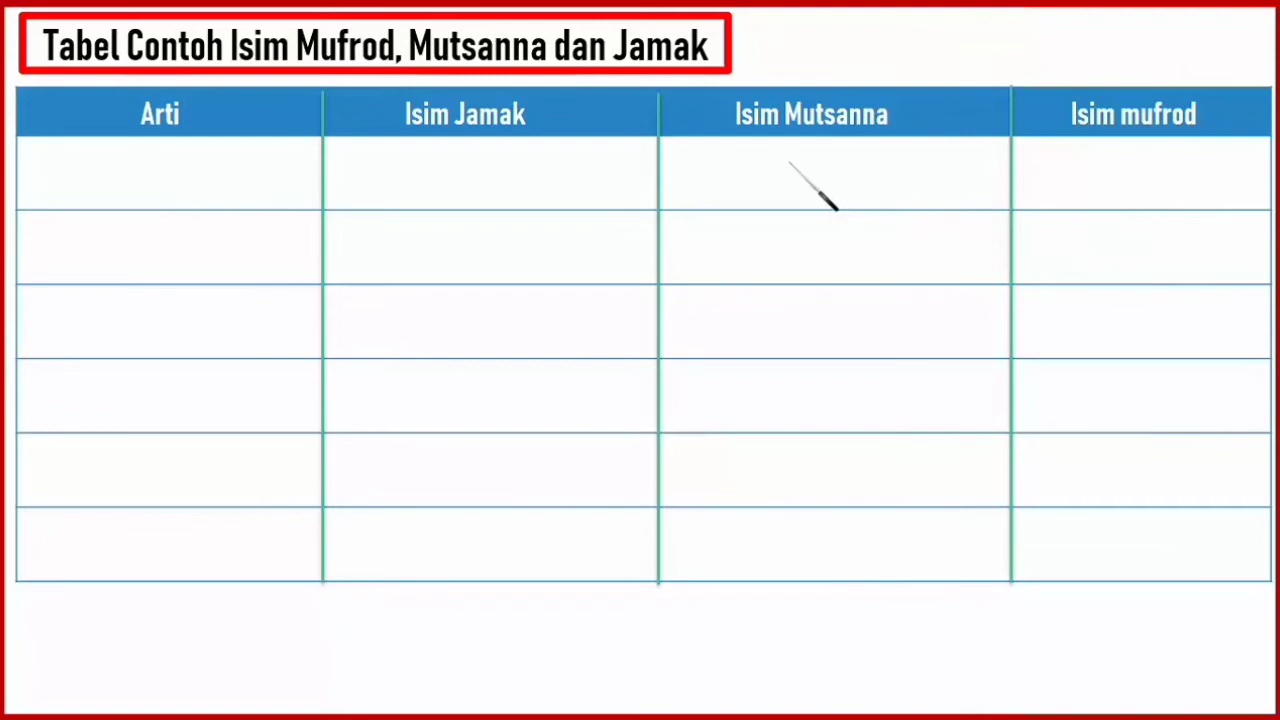 Tabel Contoh Isim Mufrod, Mutsanna dan Jamak
Arti Isim Jamak Isim Mutsanna Isim mufrod